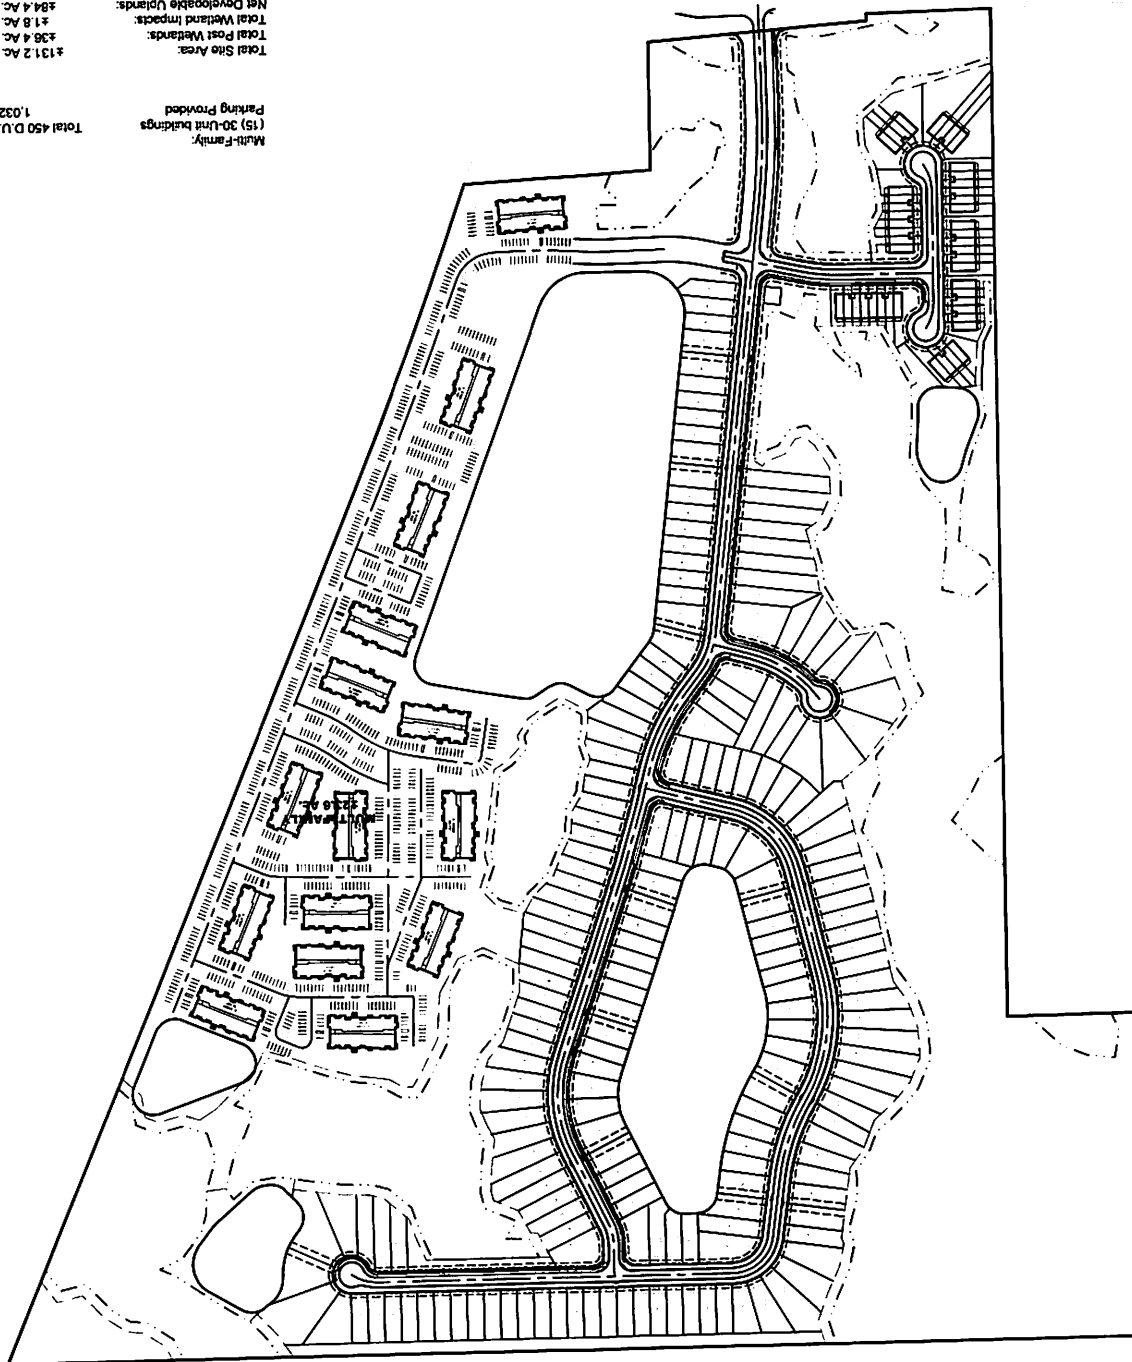 MULTI-FAMILY
±23.6 Ac.
Multi-Family:
(15) 30-Unit buildings Total 450 D.U.
Parking Provided 1,032
Total Site Area: ±131.2 Ac.
Total Post Wetlands: ±36.4 Ac.
Total Wetland Impacts: ±1.8 Ac.
Net Developable Uplands: ±84.4 Ac.